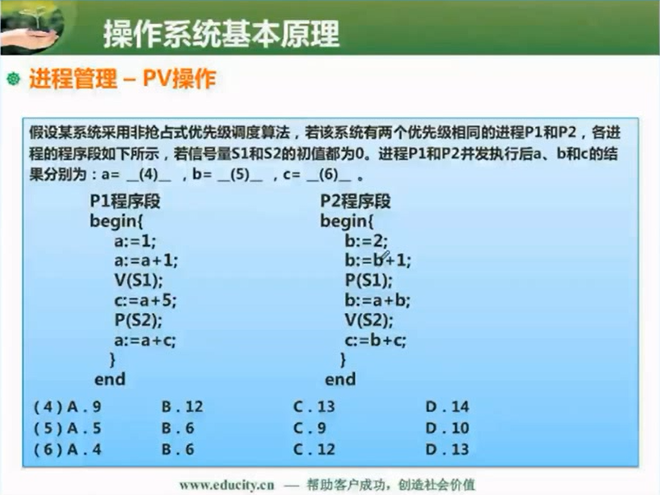 操作系统基本原理
进程管理 – PV操作
假设某系统采用非抢占式优先级调度算法，若该系统有两个优先级相同的进程P1和P2，各进
程的程序段如下所示，若信号量S1和S2的初值都为0。进程P1和P2并发执行后a、b和c的结
果分别为：a= __(4)__ ，b= __(5)__ ，c= __(6)__ 。
P1程序段 P2程序段
begin{ begin{
a:=1; b:=2;
a:=a+1; b:=b+1;
V(S1); P(S1);
c:=a+5; b:=a+b;
P(S2); V(S2);
a:=a+c; c:=b+c;
} }
end end
（4）A．9 B．12 C．13 D．14
（5）A．5 B．6 C．9 D．10
（6）A．4 B．6 C．12 D．13
www.educity.cn — 帮助客户成功，创造社会价值